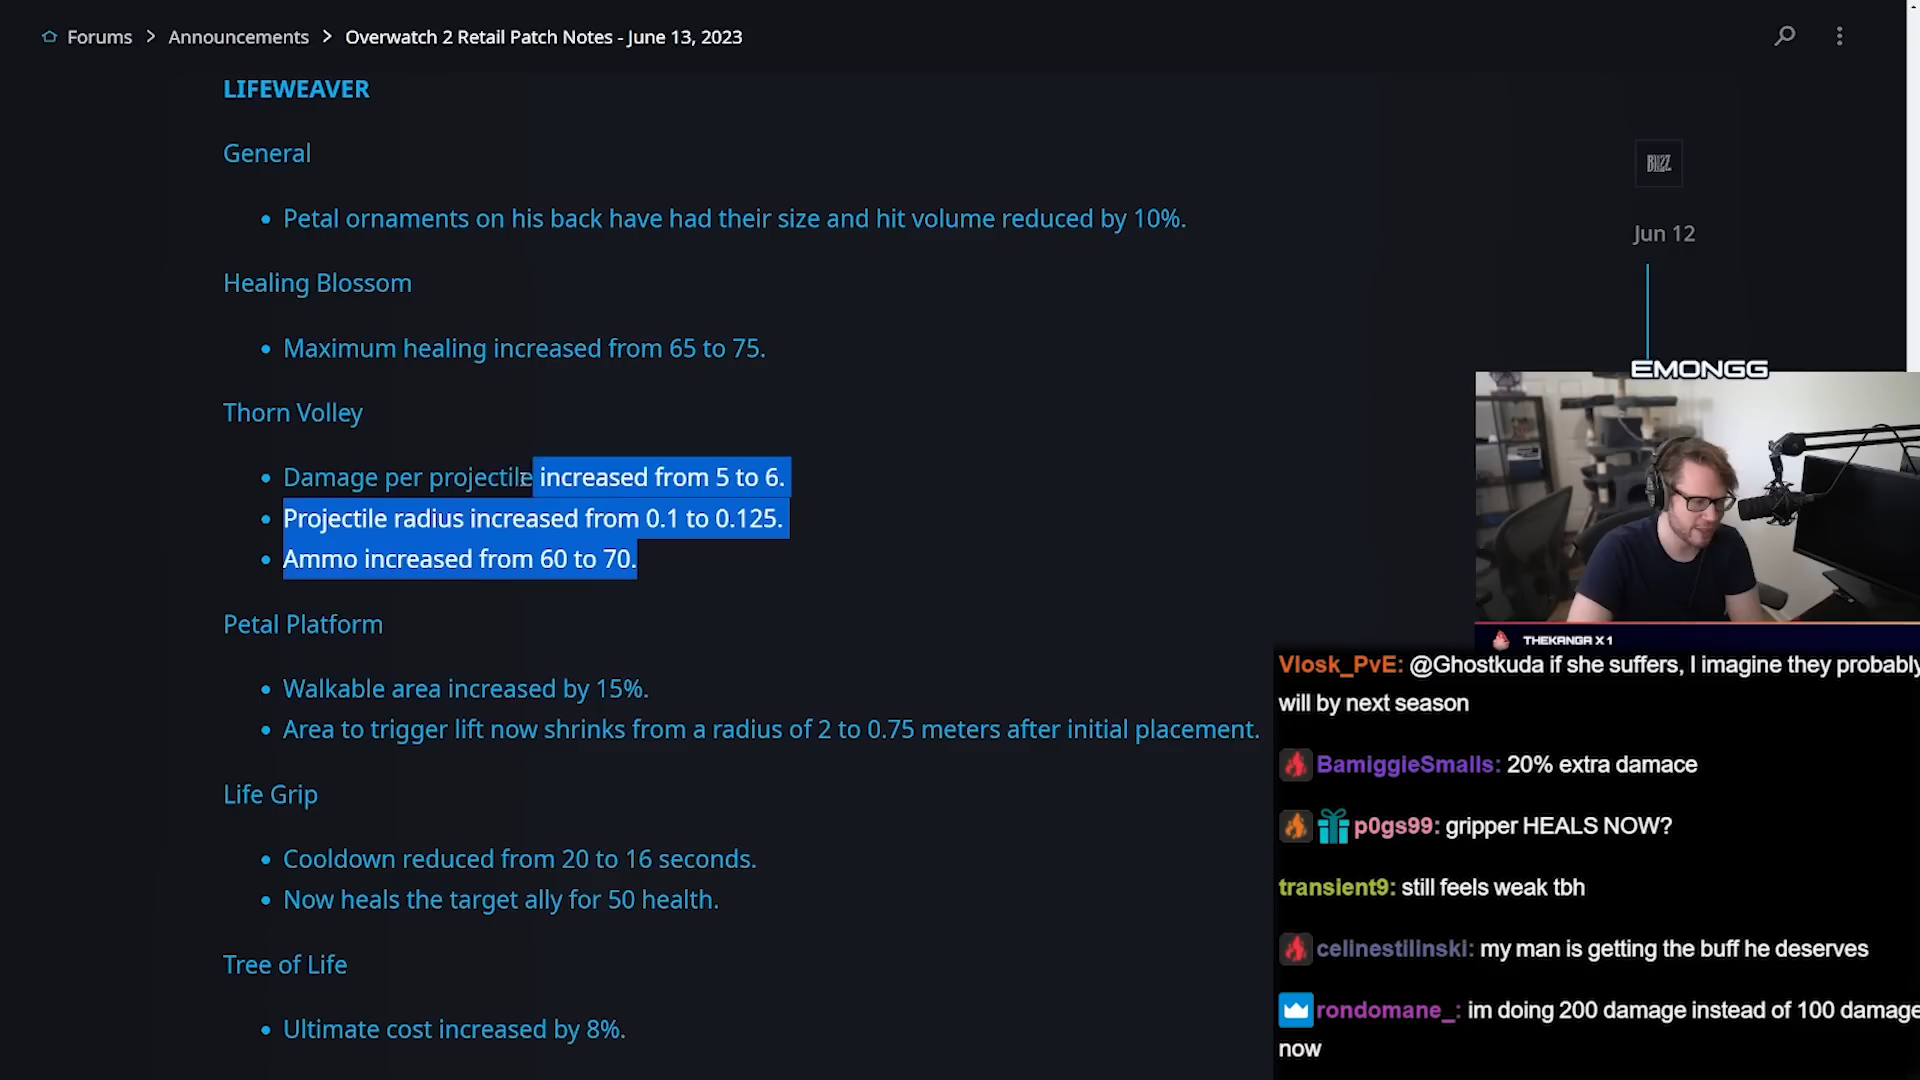 Forums > Announcements > Overwatch 2 Retail Patch Notes - June 13, 2023
LIFEWEAVER
General
Petal ornaments on his back have had their size and hit volume reduced by 10%.
Healing Blossom
Maximum healing increased from 65 to 75.
Thorn Volley
Damage per projectile increased from 5 to 6.
Projectile radius increased from 0.1 to 0.125.
Ammo increased from 60 to 70.
Petal Platform
Walkable area increased by 15%.
Area to trigger lift now shrinks from a radius of 2 to 0.75 meters after initial placement.
Life Grip
Cooldown reduced from 20 to 16 seconds.
Now heals the target ally for 50 health.
Tree of Life
Ultimate cost increased by 8%.
BLIZZ
Jun 12
EMONGG
THEKANGA X 1
Vlosk_PvE: @Ghostkuda if she suffers, I imagine they probably
will by next season
BamiggieSmalls: 20% extra damace
p0gs99: gripper HEALS NOW?
transient9: still feels weak tbh
celinestilinski: my man is getting the buff he deserves
rondomane_: im doing 200 damage instead of 100 damage
now